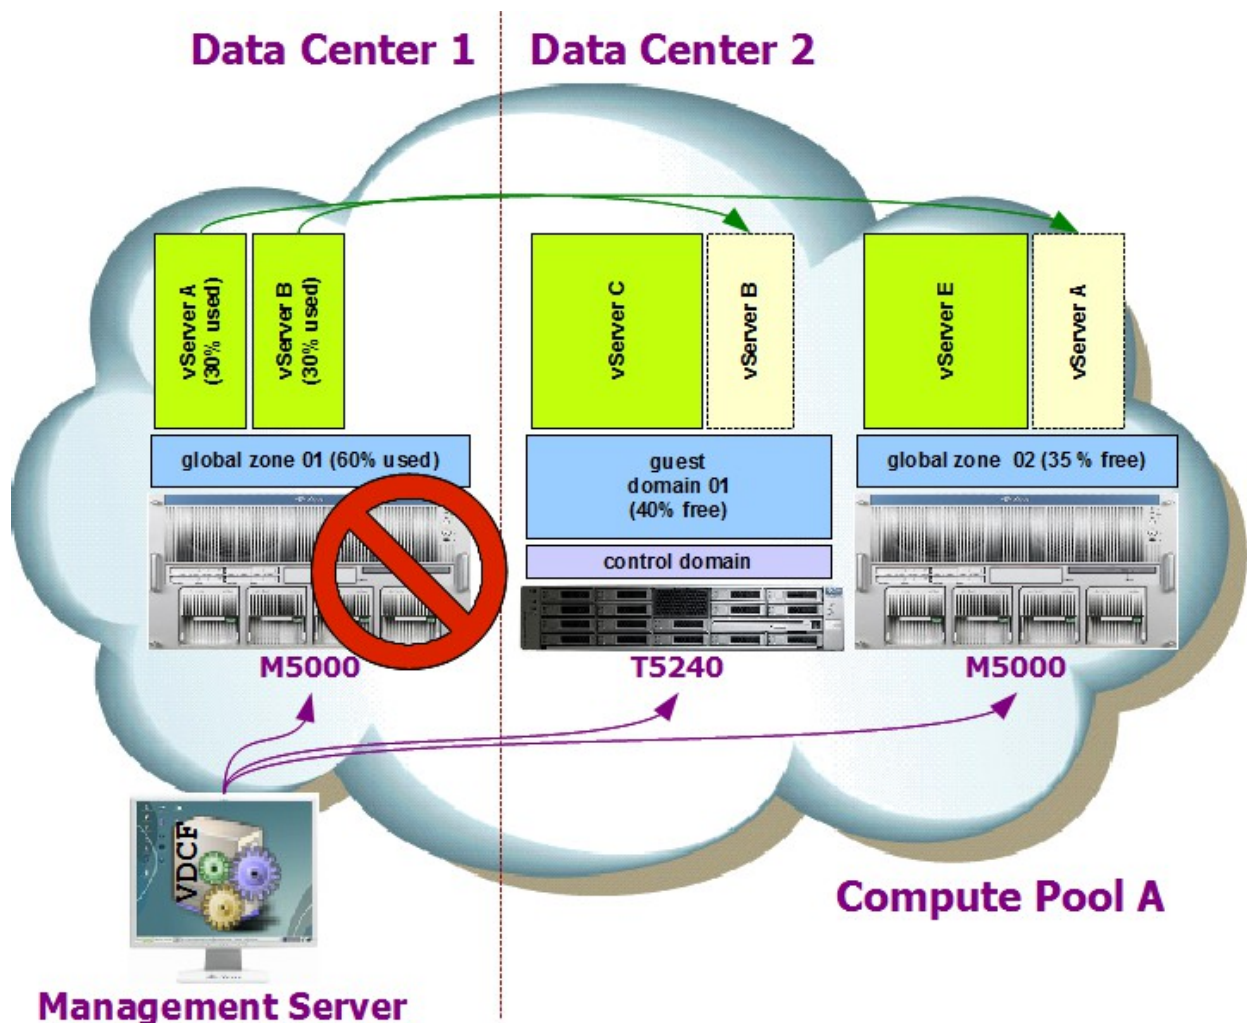 Data Center 1
Data Center 2
vServer A
(30% used)
vServer B
(30% used)
vServer C
vServer B
vServer E
vServer A
global zone 01 (60% used)
guest
domain 01
(40% free)
control domain
global zone  02 (35 % free)
M5000
T5240
M5000
VDCF
Compute Pool A
Management Server